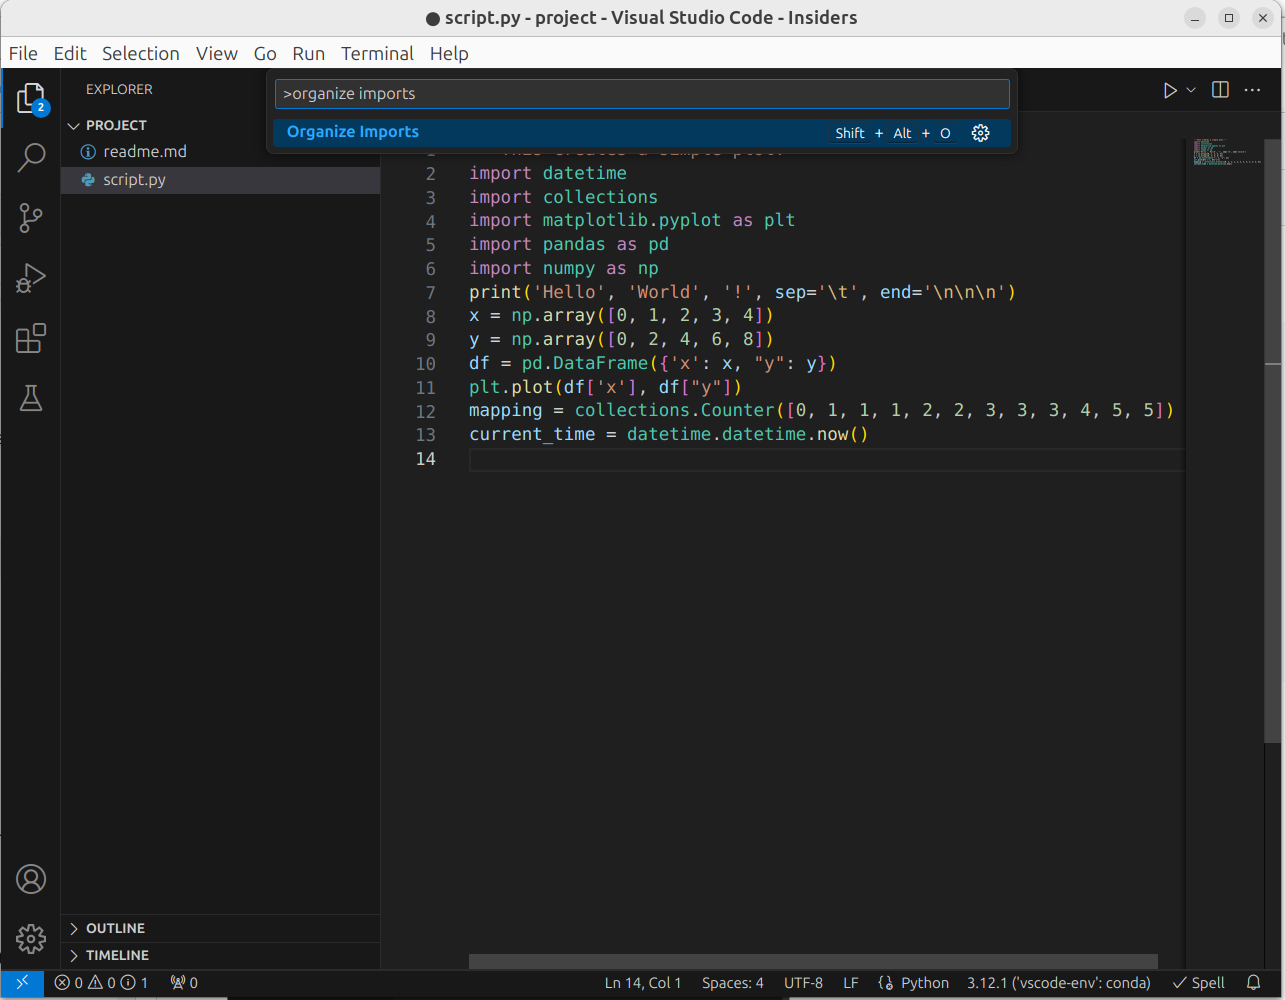 script.py - project - Visual Studio Code - Insiders
File Edit Selection View Go Run Terminal Help
2
EXPLORER
>organize imports
Organize Imports Shift + Alt + O
PROJECT
readme.md
script.py
2 import datetime
3 import collections
4 import matplotlib.pyplot as plt
5 import pandas as pd
6 import numpy as np
7 print('Hello', 'World', '!', sep='\t', end='\n\n\n')
8 x = np.array([0, 1, 2, 3, 4])
9 y = np.array([0, 2, 4, 6, 8])
10 df = pd.DataFrame({'x': x, "y": y})
11 plt.plot(df['x'], df["y"])
12 mapping = collections.Counter([0, 1, 1, 1, 2, 2, 3, 3, 3, 4, 5, 5])
13 current_time = datetime.datetime.now()
14
OUTLINE
TIMELINE
0 0 1 0 Ln 14, Col 1 Spaces: 4 UTF-8 LF Python 3.12.1 ('vscode-env': conda) Spell